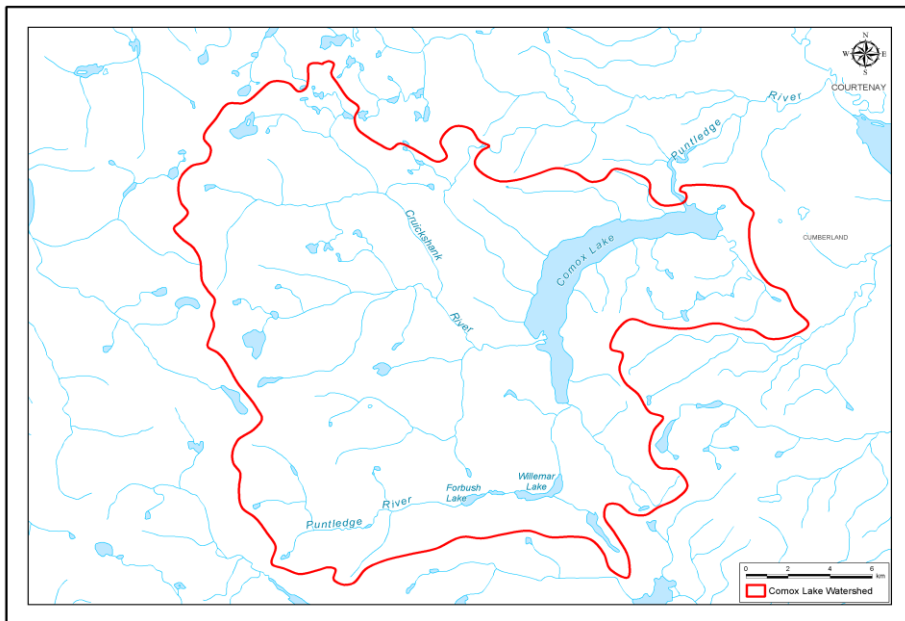 N
W E
S
COURTENAY
River
Puntledge
Cruickshank
CUMBERLAND
Comox Lake
River
Willemar
Lake
Forbush
Lake
River
Puntledge
0 2 4 6
km
Comox Lake Watershed